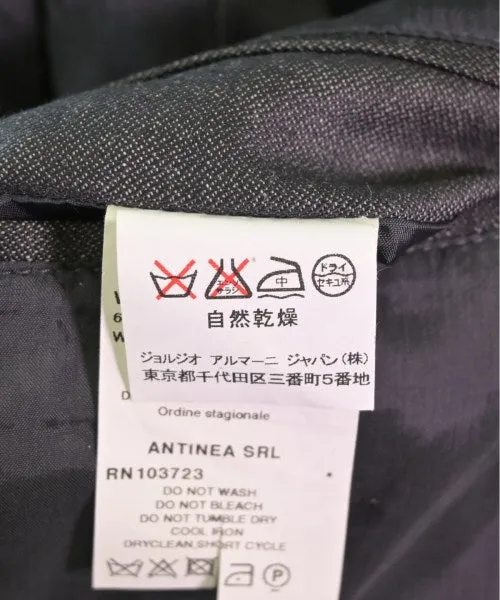 エンソ
サラシ
中
ドライ
セキユ系
自然乾燥
ジョルジオ アルマーニ ジャパン(株)
東京都千代田区三番町5番地
W
6
W
D
Ordine stagionale
ANTINEA SRL
RN103723
DO NOT WASH
DO NOT BLEACH
DO NOT TUMBLE DRY
COOL IRON
DRYCLEAN SHORT CYCLE
P